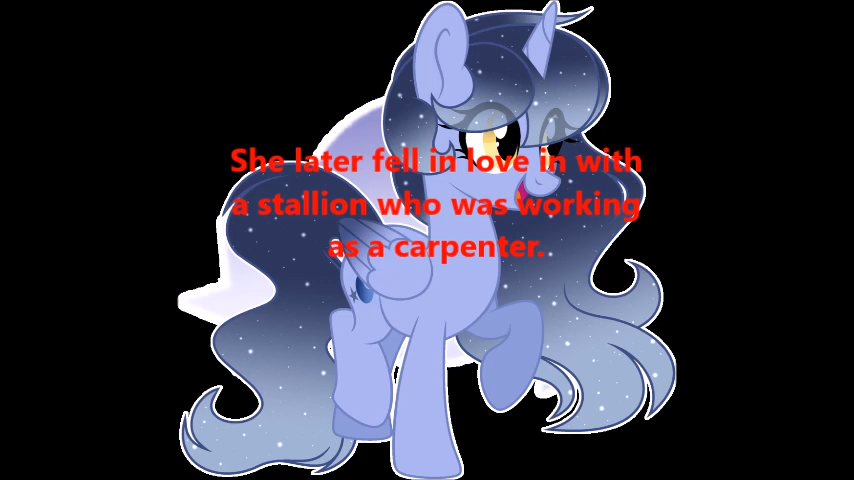 She later fell in love in with
a stallion who was working
as a carpenter.